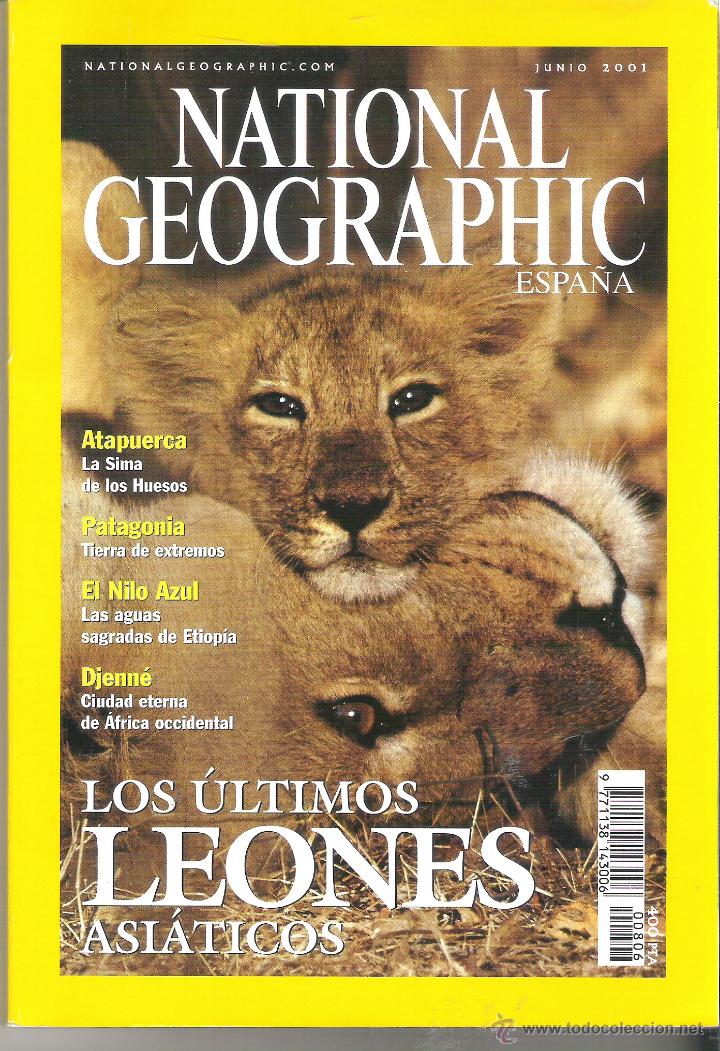 NATIONALGEOGRAPHIC.COM
JUNIO 2001
NATIONAL
GEOGRAPHIC
ESPAÑA
Atapuerca
La Sima
de los Huesos
Patagonia
Tierra de extremos
El Nilo Azul
Las aguas
sagradas de Etiopía
Djenné
Ciudad eterna
de África occidental
LOS ÚLTIMOS
LEONES
ASIÁTICOS
9 771138 143006
00806
400 PTA
www.todocoleccion.net